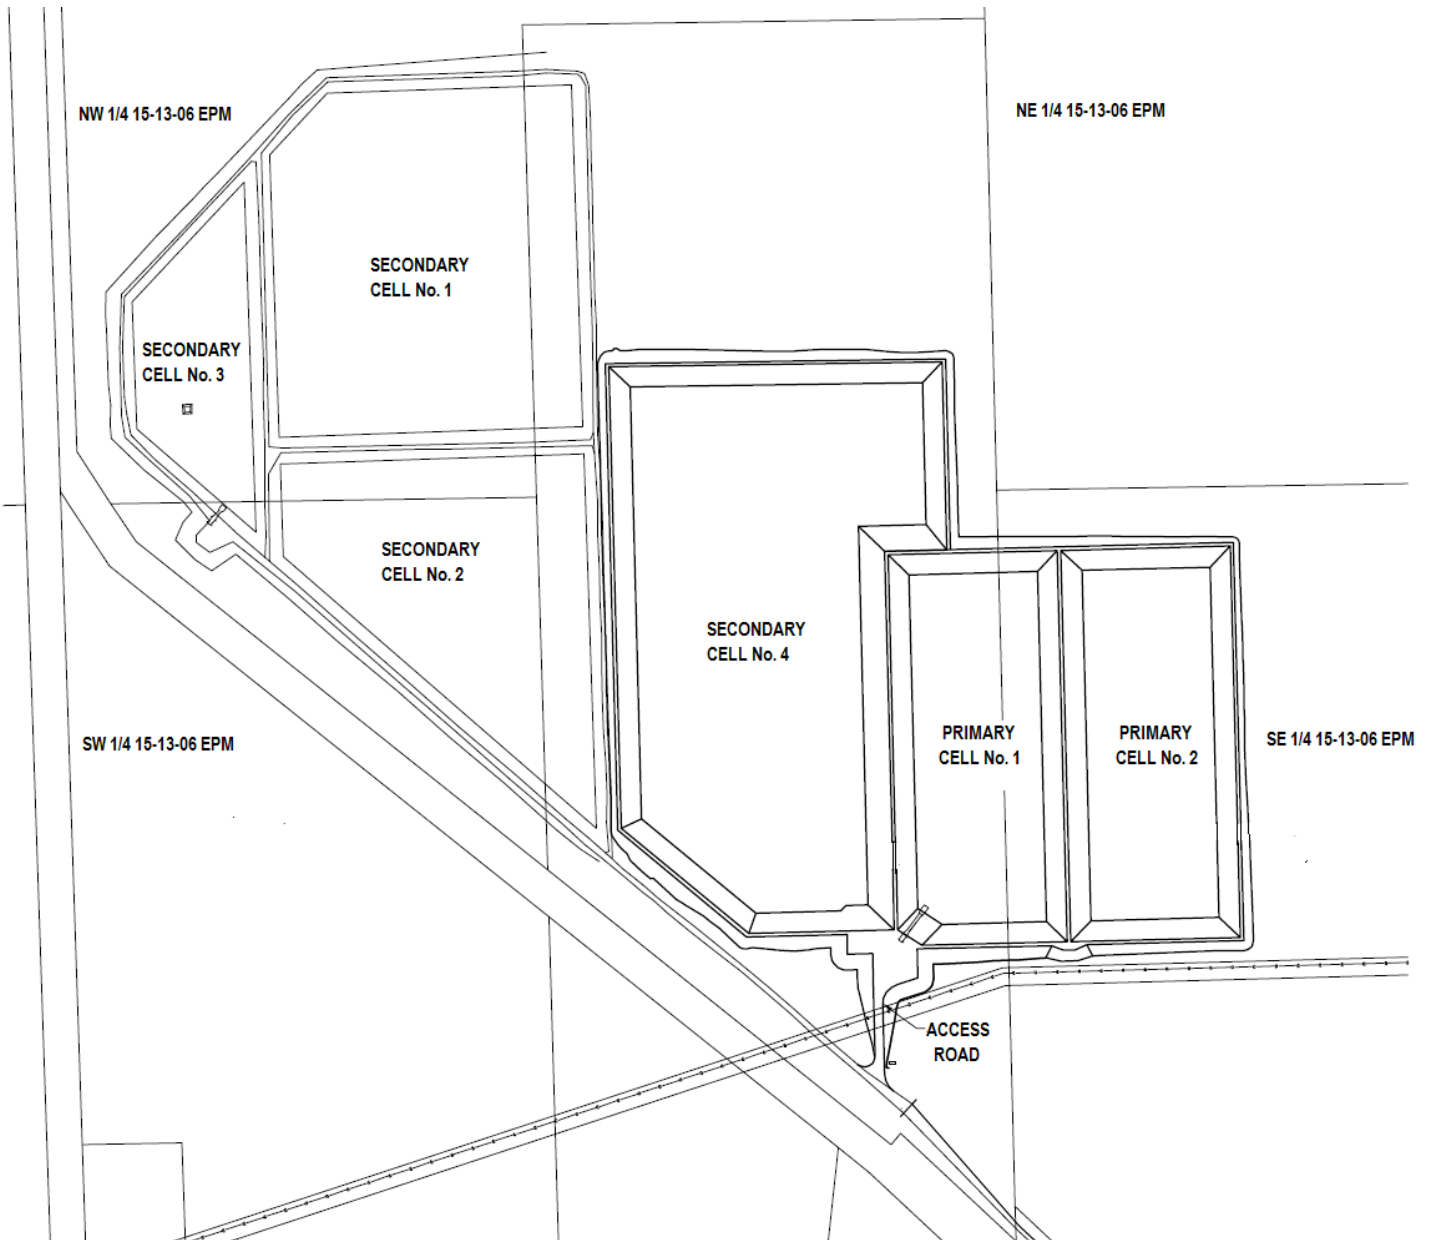 NW 1/4 15-13-06 EPM
NE 1/4 15-13-06 EPM
SECONDARY
CELL No. 1
SECONDARY
CELL No. 3
SECONDARY
CELL No. 2
SECONDARY
CELL No. 4
PRIMARY
CELL No. 1
PRIMARY
CELL No. 2
SW 1/4 15-13-06 EPM
SE 1/4 15-13-06 EPM
ACCESS
ROAD